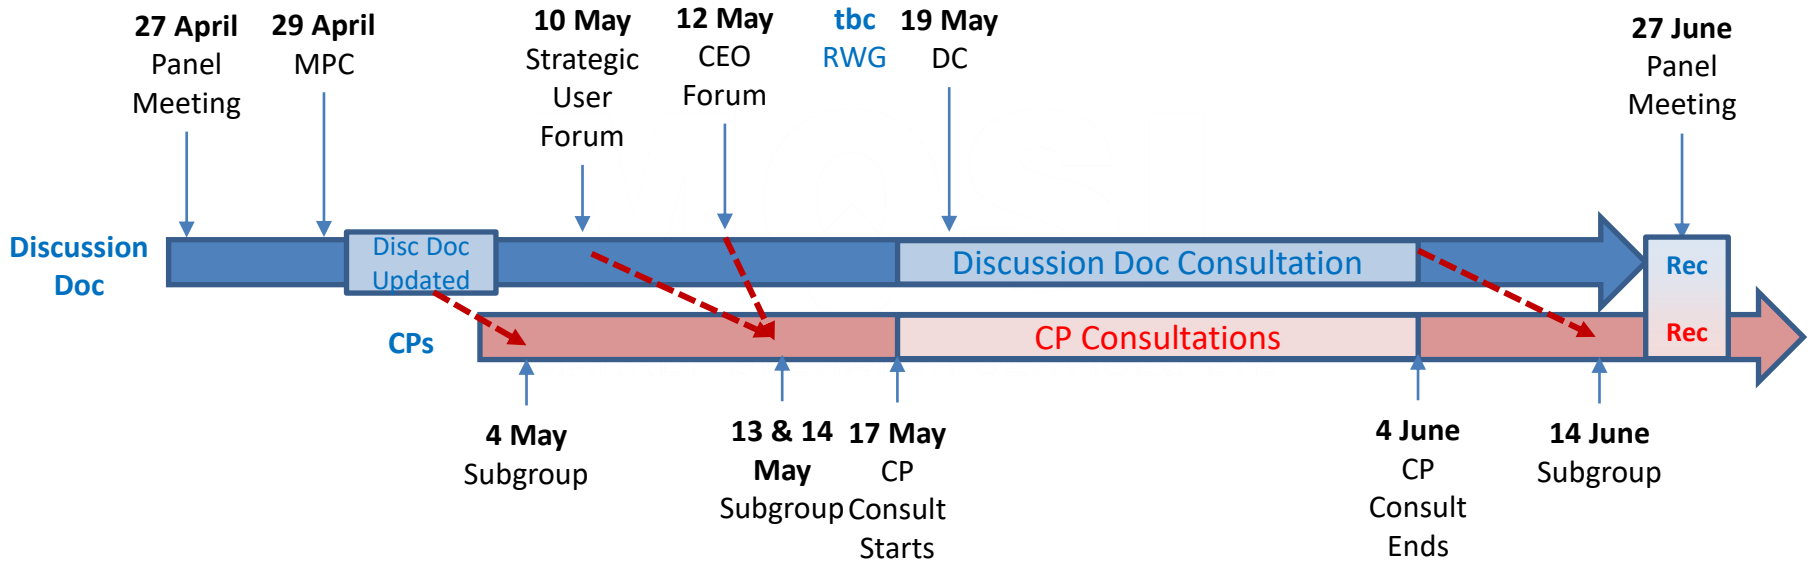 27 April
Panel
Meeting
29 April
MPC
10 May
Strategic
User
Forum
12 May
CEO
Forum
tbc
RWG
19 May
DC
27 June
Panel
Meeting
Discussion
Doc
Disc Doc
Updated
Discussion Doc Consultation
Rec
CPs
CP Consultations
Rec
4 May
Subgroup
13 & 14
May
Subgroup
17 May
CP
Consult
Starts
4 June
CP
Consult
Ends
14 June
Subgroup